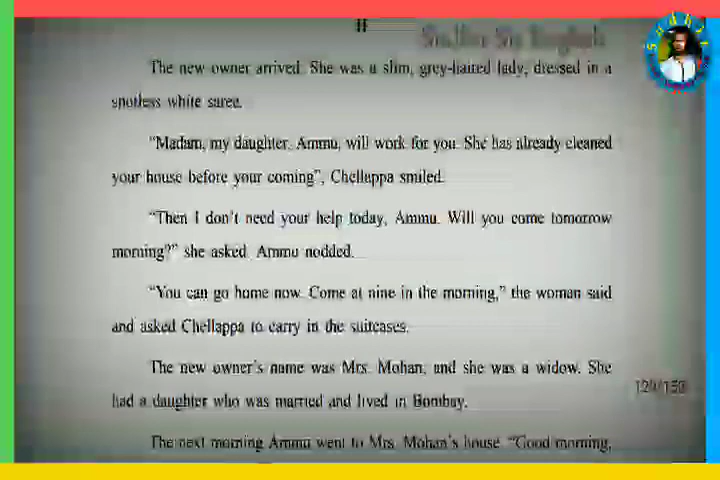 II
The new owner arrived. She was a slim, grey-haired lady, dressed in a
spotless white saree.
"Madam, my daughter, Ammu, will work for you. She has already cleaned
your house before your coming", Chellappa smiled.
"Then I don't need your help today, Ammu. Will you come tomorrow
morning?" she asked. Ammu nodded.
"You can go home now. Come at nine in the morning," the woman said
and asked Chellappa to carry in the suitcases.
The new owner's name was Mrs. Mohan, and she was a widow. She
had a daughter who was married and lived in Bombay.
129/150
The next morning Ammu went to Mrs. Mohan's house. "Good morning,